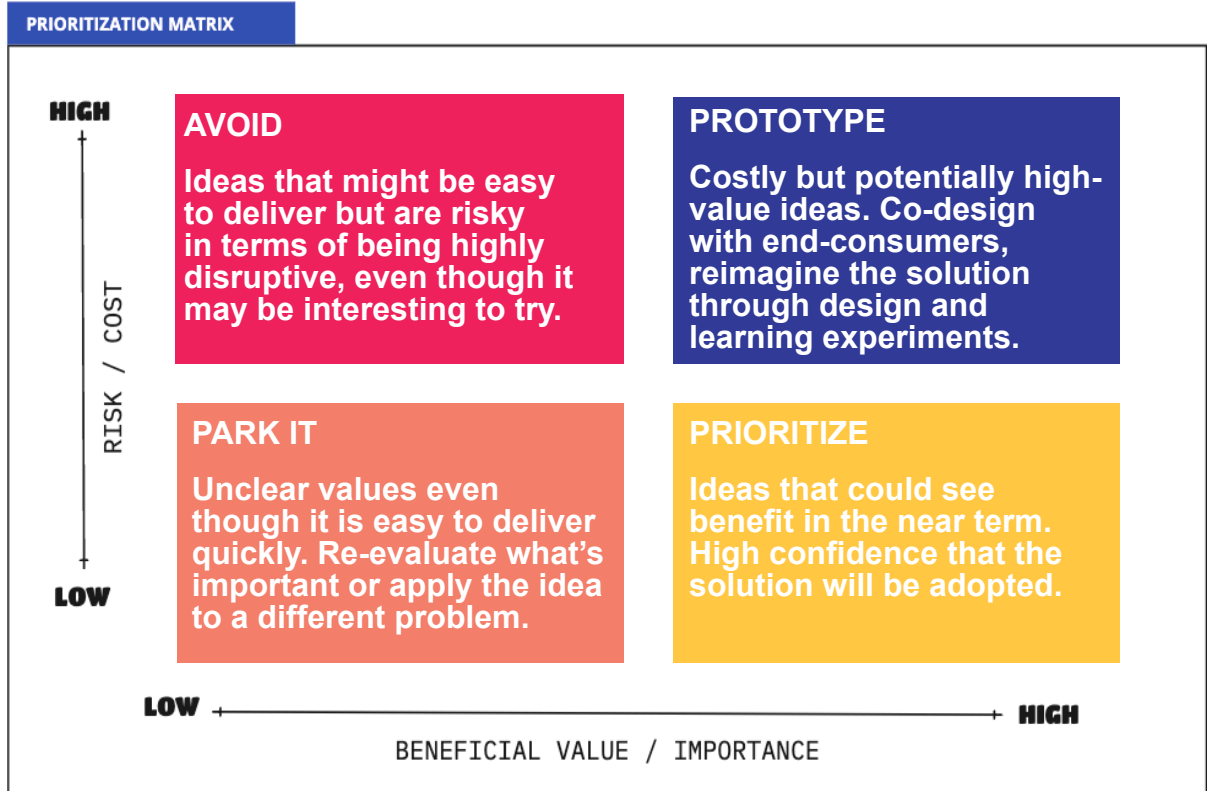 PRIORITIZATION MATRIX
HIGH
RISK / COST
LOW
AVOID
Ideas that might be easy
to deliver but are risky
in terms of being highly
disruptive, even though it
may be interesting to try.
PROTOTYPE
Costly but potentially high-
value ideas. Co-design
with end-consumers,
reimagine the solution
through design and
learning experiments.
PARK IT
Unclear values even
though it is easy to deliver
quickly. Re-evaluate what’s
important or apply the idea
to a different problem.
PRIORITIZE
Ideas that could see
benefit in the near term.
High confidence that the
solution will be adopted.
LOW
HIGH
BENEFICIAL VALUE / IMPORTANCE